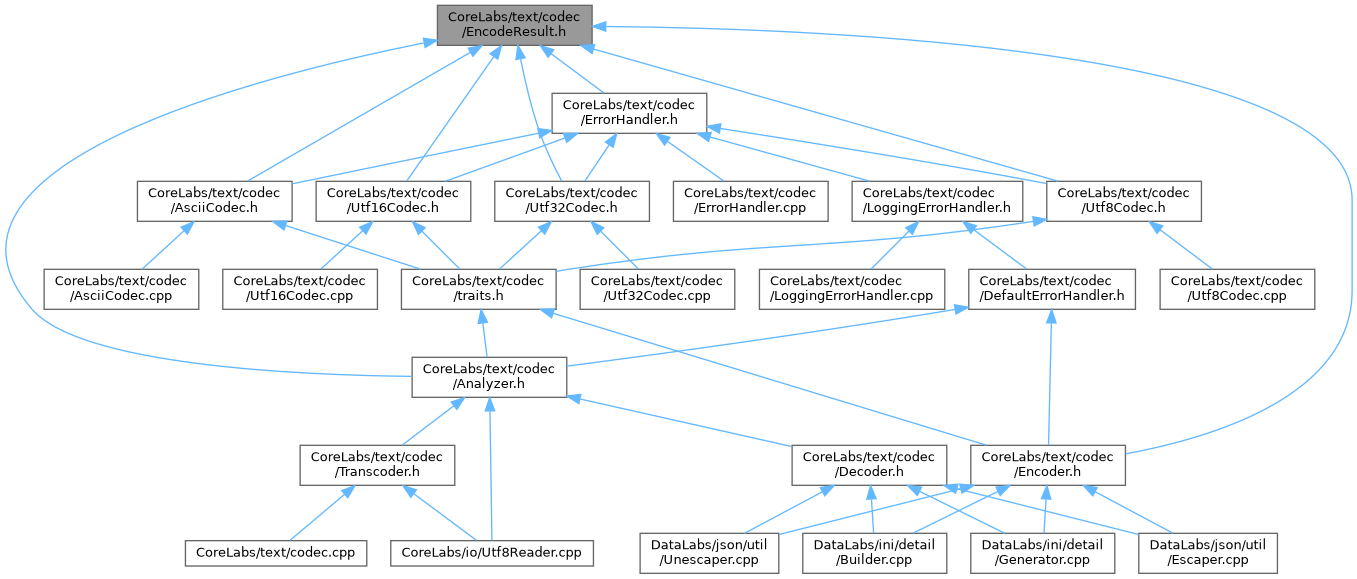 CoreLabs/text/codec
/EncodeResult.h
CoreLabs/text/codec
/ErrorHandler.h
CoreLabs/text/codec
/AsciiCodec.h
CoreLabs/text/codec
/Utf16Codec.h
CoreLabs/text/codec
/Utf32Codec.h
CoreLabs/text/codec
/ErrorHandler.cpp
CoreLabs/text/codec
/LoggingErrorHandler.h
CoreLabs/text/codec
/Utf8Codec.h
CoreLabs/text/codec
/AsciiCodec.cpp
CoreLabs/text/codec
/Utf16Codec.cpp
CoreLabs/text/codec
/traits.h
CoreLabs/text/codec
/Utf32Codec.cpp
CoreLabs/text/codec
/LoggingErrorHandler.cpp
CoreLabs/text/codec
/DefaultErrorHandler.h
CoreLabs/text/codec
/Utf8Codec.cpp
CoreLabs/text/codec
/Analyzer.h
CoreLabs/text/codec
/Transcoder.h
CoreLabs/text/codec
/Decoder.h
CoreLabs/text/codec
/Encoder.h
CoreLabs/text/codec.cpp
CoreLabs/io/Utf8Reader.cpp
DataLabs/json/util
/Unescaper.cpp
DataLabs/ini/detail
/Builder.cpp
DataLabs/ini/detail
/Generator.cpp
DataLabs/json/util
/Escaper.cpp